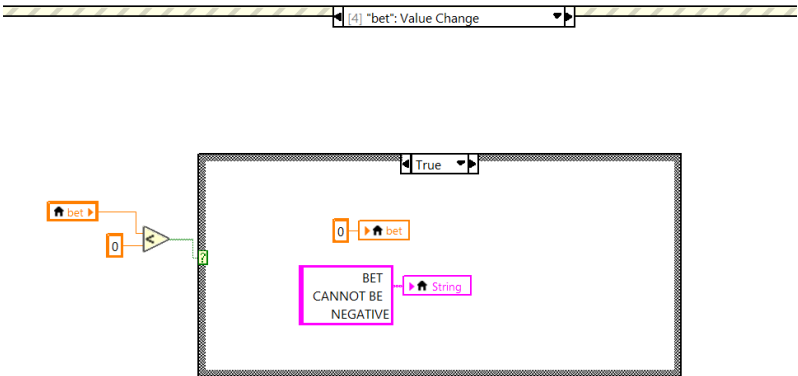 [4] "bet": Value Change
True
bet
0
<
?
0
bet
BET
CANNOT BE
NEGATIVE
String